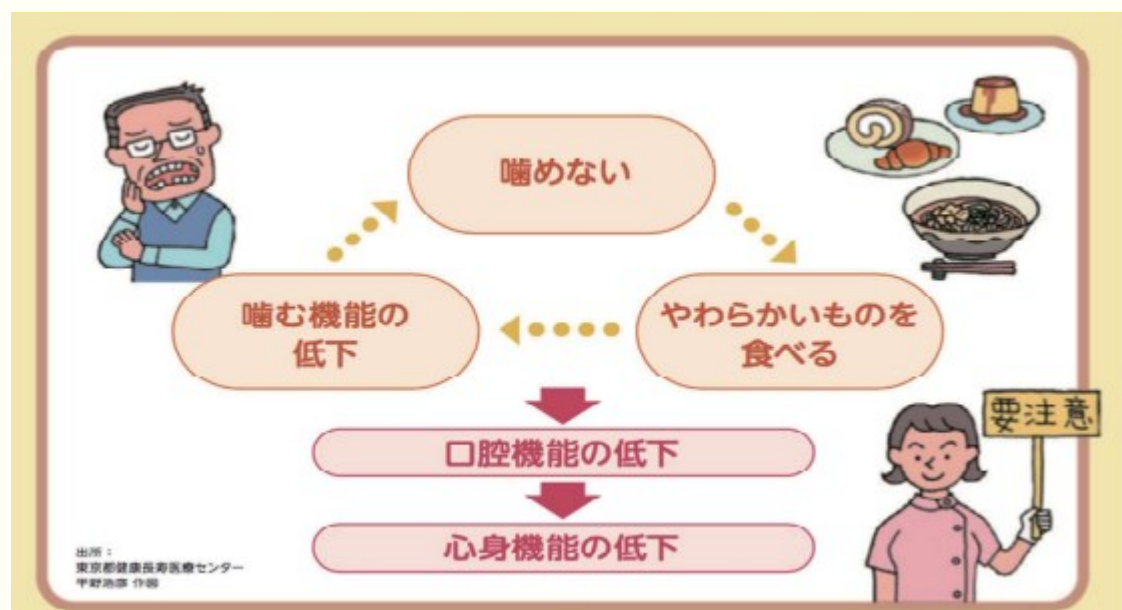 噛めない
噛む機能の
低下
やわらかいものを
食べる
要注意
口腔機能の低下
心身機能の低下
出所：
東京都健康長寿医療センター
作図